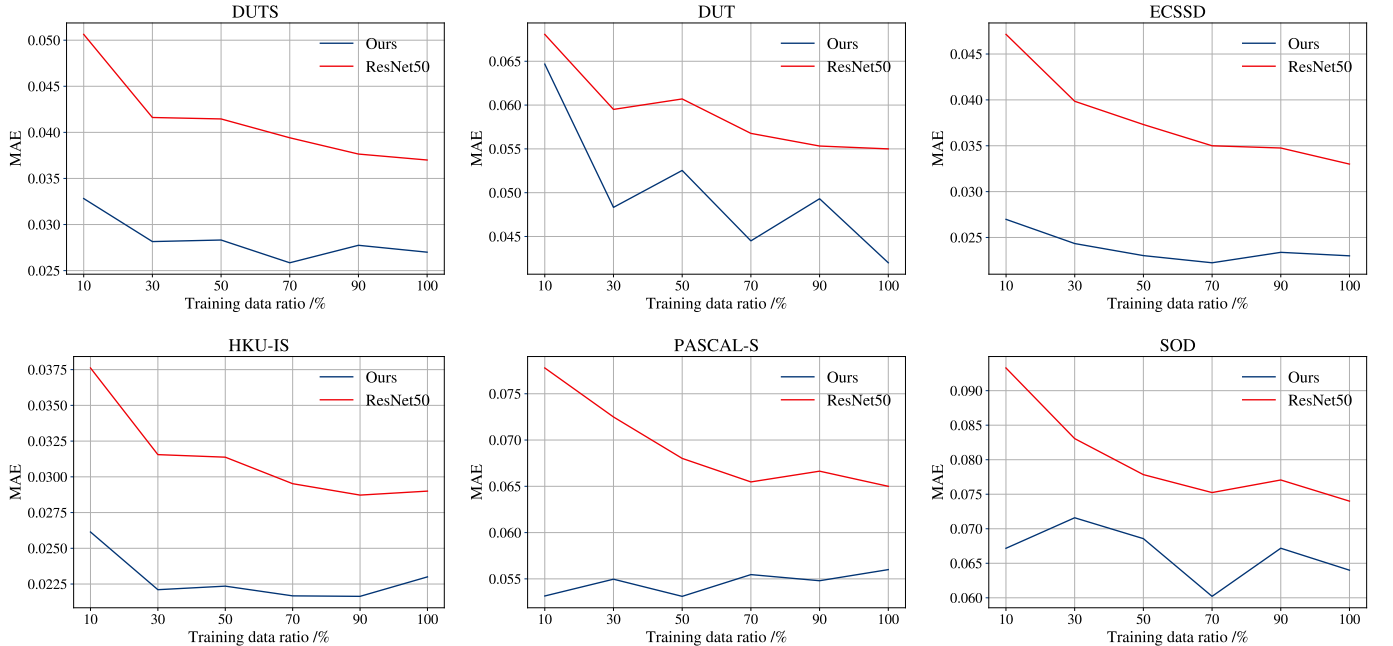 DUTS
0.050
0.045
0.040
0.035
0.030
0.025
MAE
Ours
ResNet50
10 30 50 70 90 100
Training data ratio /%
DUT
0.065
0.060
0.055
0.050
0.045
MAE
Ours
ResNet50
10 30 50 70 90 100
Training data ratio /%
ECSSD
0.045
0.040
0.035
0.030
0.025
MAE
Ours
ResNet50
10 30 50 70 90 100
Training data ratio /%
HKU-IS
0.0375
0.0350
0.0325
0.0300
0.0275
0.0250
0.0225
MAE
Ours
ResNet50
10 30 50 70 90 100
Training data ratio /%
PASCAL-S
0.075
0.070
0.065
0.060
0.055
MAE
Ours
ResNet50
10 30 50 70 90 100
Training data ratio /%
SOD
0.090
0.085
0.080
0.075
0.070
0.065
0.060
MAE
Ours
ResNet50
10 30 50 70 90 100
Training data ratio /%